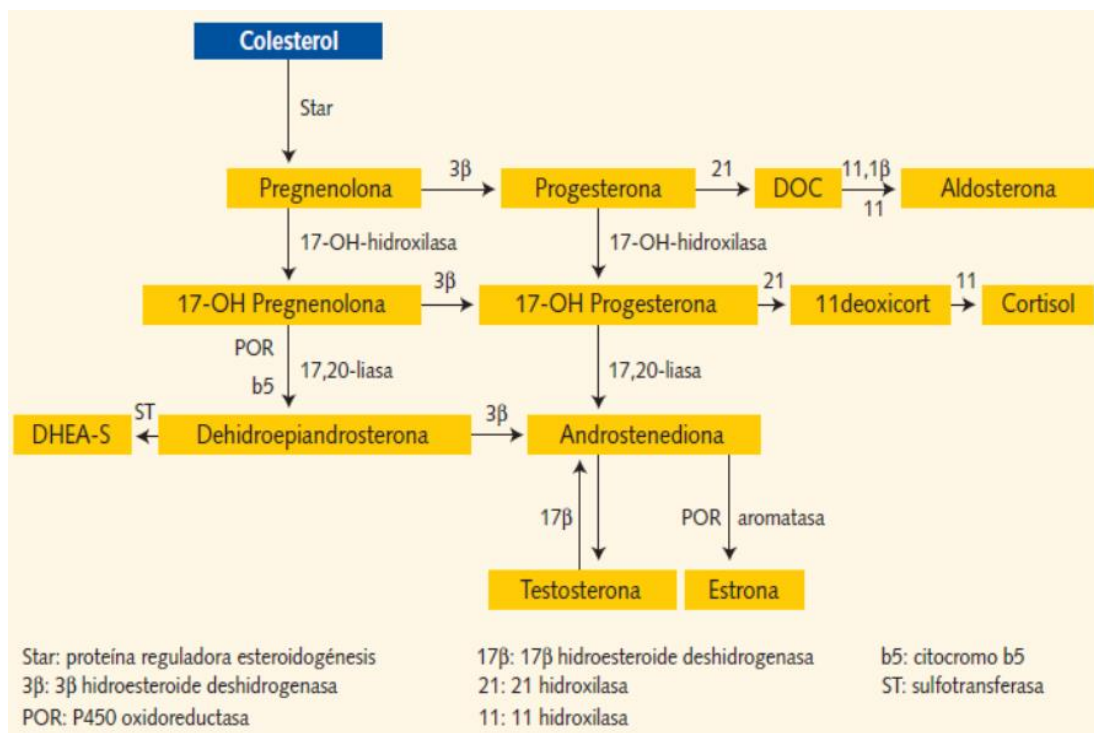 Colesterol
Star
Pregnenolona
3β
Progesterona
21
DOC
11,1β
11
Aldosterona
17-OH-hidroxilasa
17-OH-hidroxilasa
17-OH Pregnenolona
3β
17-OH Progesterona
21
11deoxicort
11
Cortisol
POR
b5
17,20-liasa
17,20-liasa
DHEA-S
ST
Dehidroepiandrosterona
3β
Androstenediona
17β
POR
aromatasa
Testosterona
Estrona
Star: proteína reguladora esteroidogénesis
3β: 3β hidroesteroide deshidrogenasa
POR: P450 oxidoreductasa
17β: 17β hidroesteroide deshidrogenasa
21: 21 hidroxilasa
11: 11 hidroxilasa
b5: citocromo b5
ST: sulfotransferasa